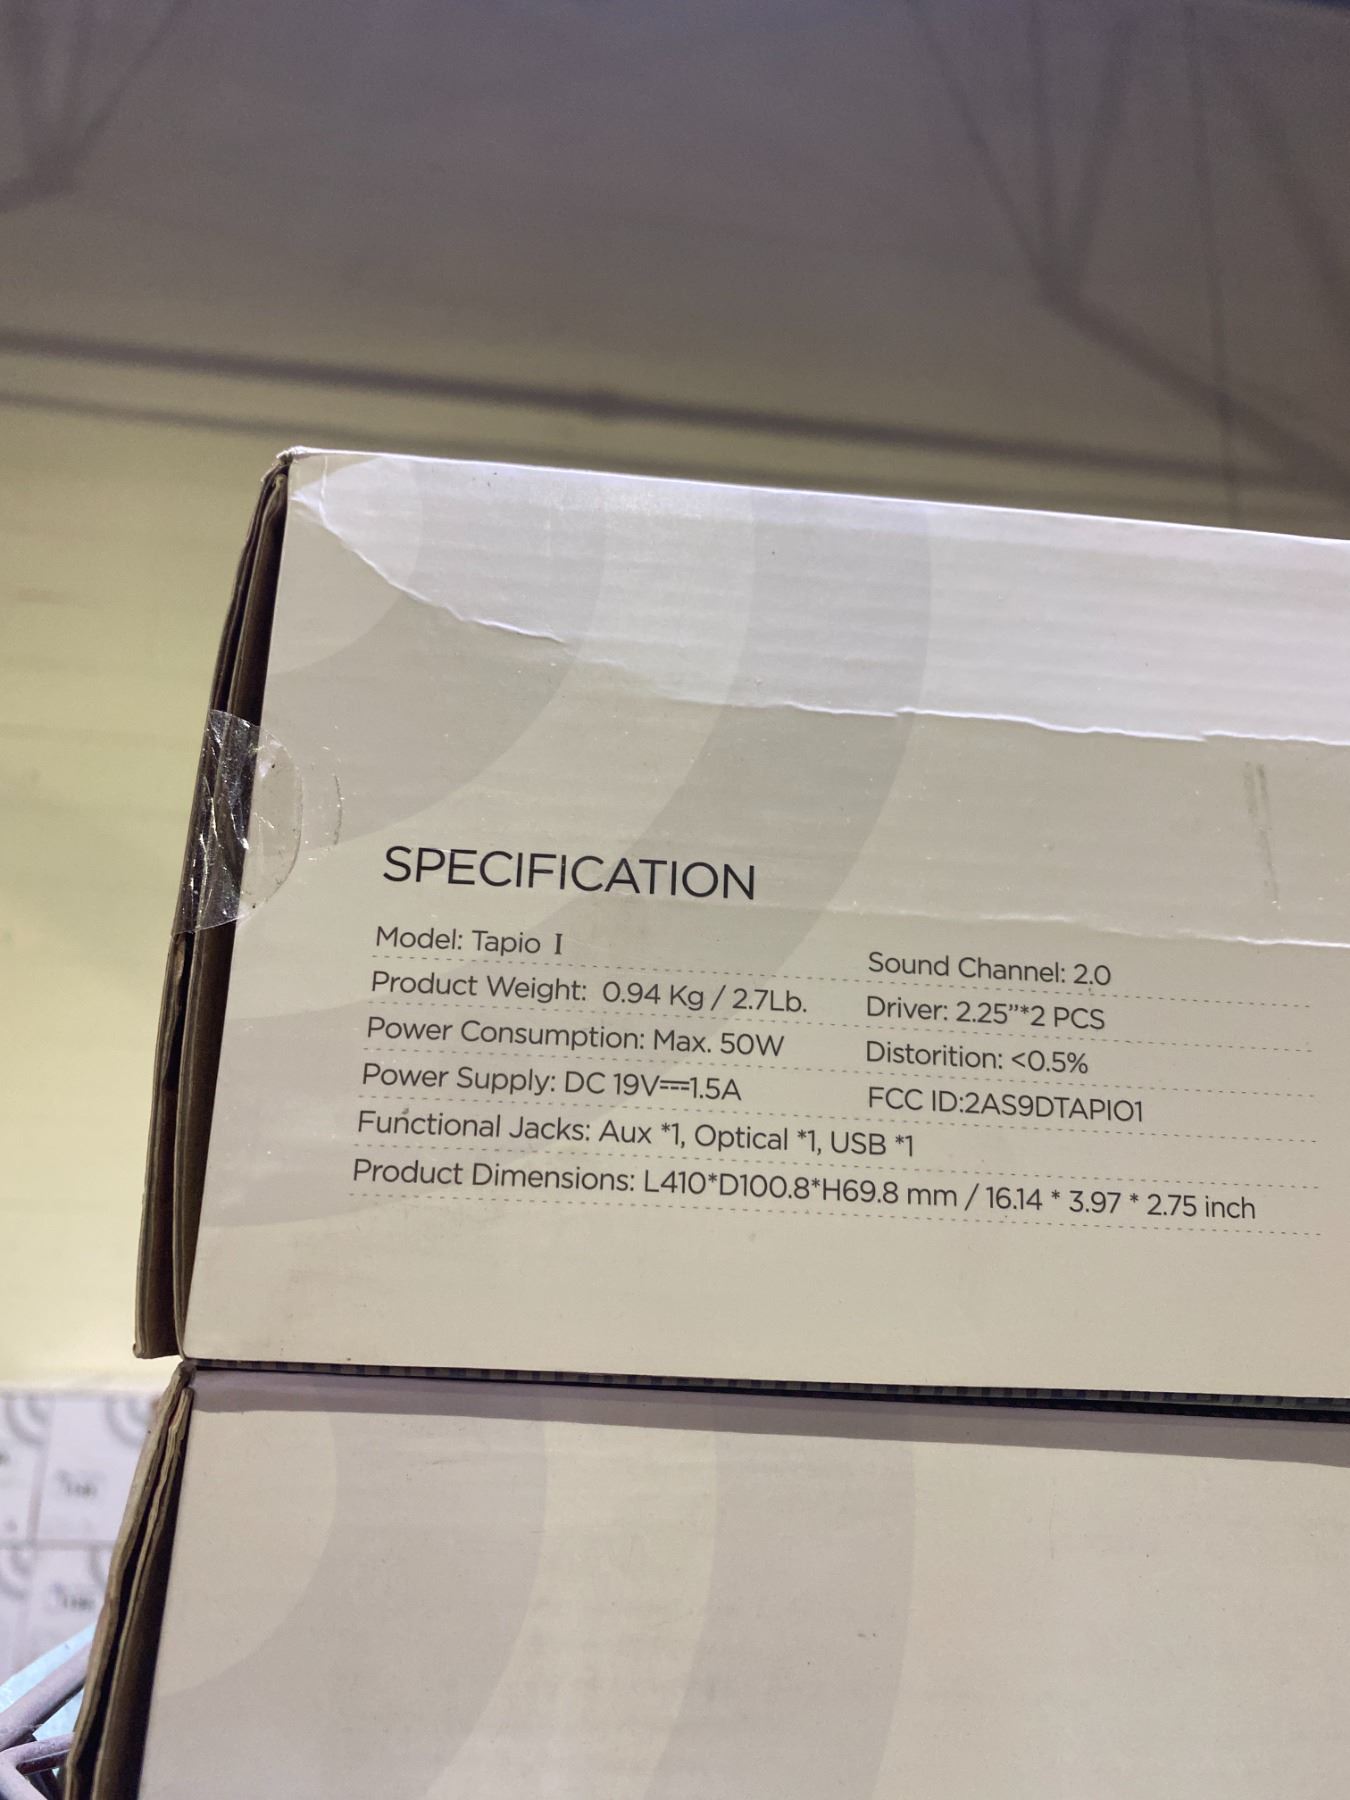 SPECIFICATION
Model: Tapio I
Product Weight: 0.94 Kg / 2.7Lb.
Power Consumption: Max. 50W
Power Supply: DC 19V⎓1.5A
Sound Channel: 2.0
Driver: 2.25”*2 PCS
Distorition: <0.5%
FCC ID:2AS9DTAPIO1
Functional Jacks: Aux *1, Optical *1, USB *1
Product Dimensions: L410*D100.8*H69.8 mm / 16.14 * 3.97 * 2.75 inch